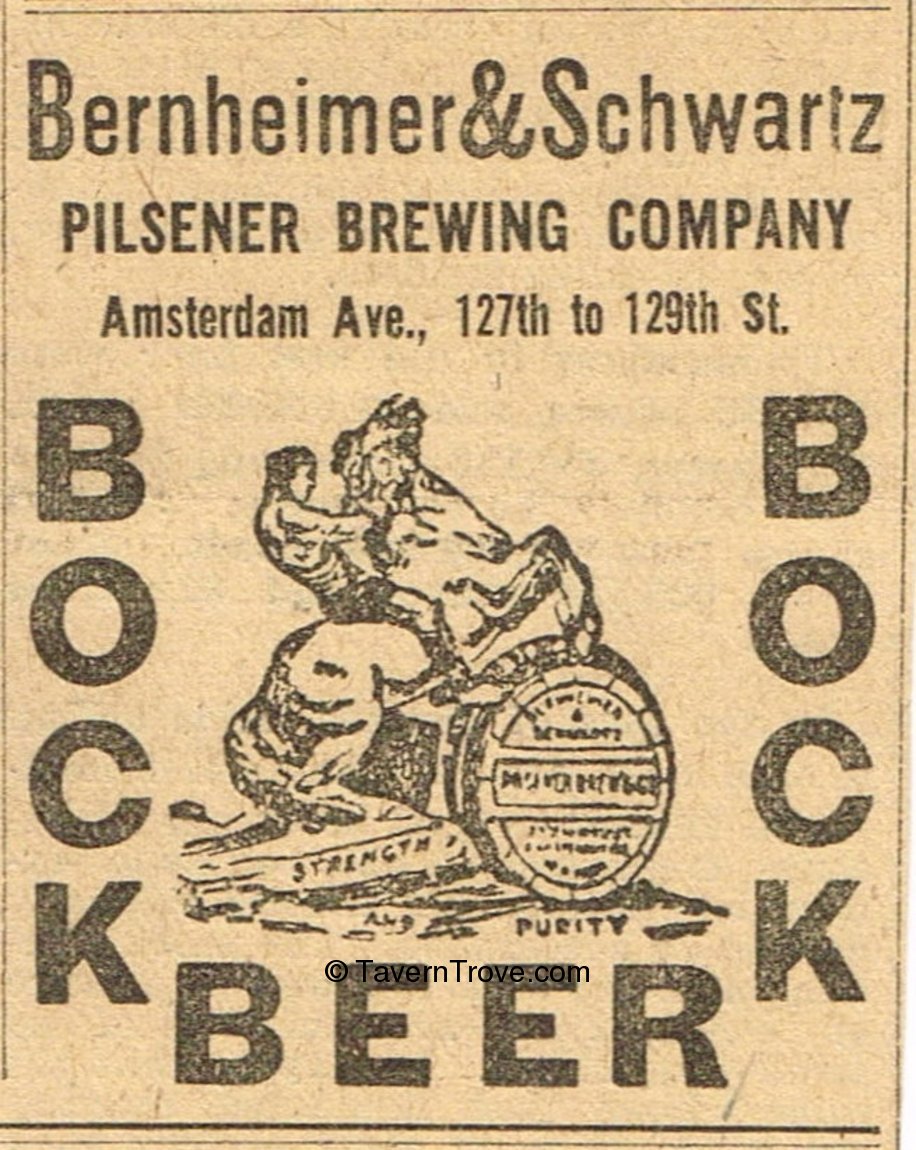 Bernheimer & Schwartz
PILSENER BREWING COMPANY
Amsterdam Ave., 127th to 129th St.
BOCK
BOCK
&
STRENGTH
AND
PURITY
© TavernTrove.com
BEER